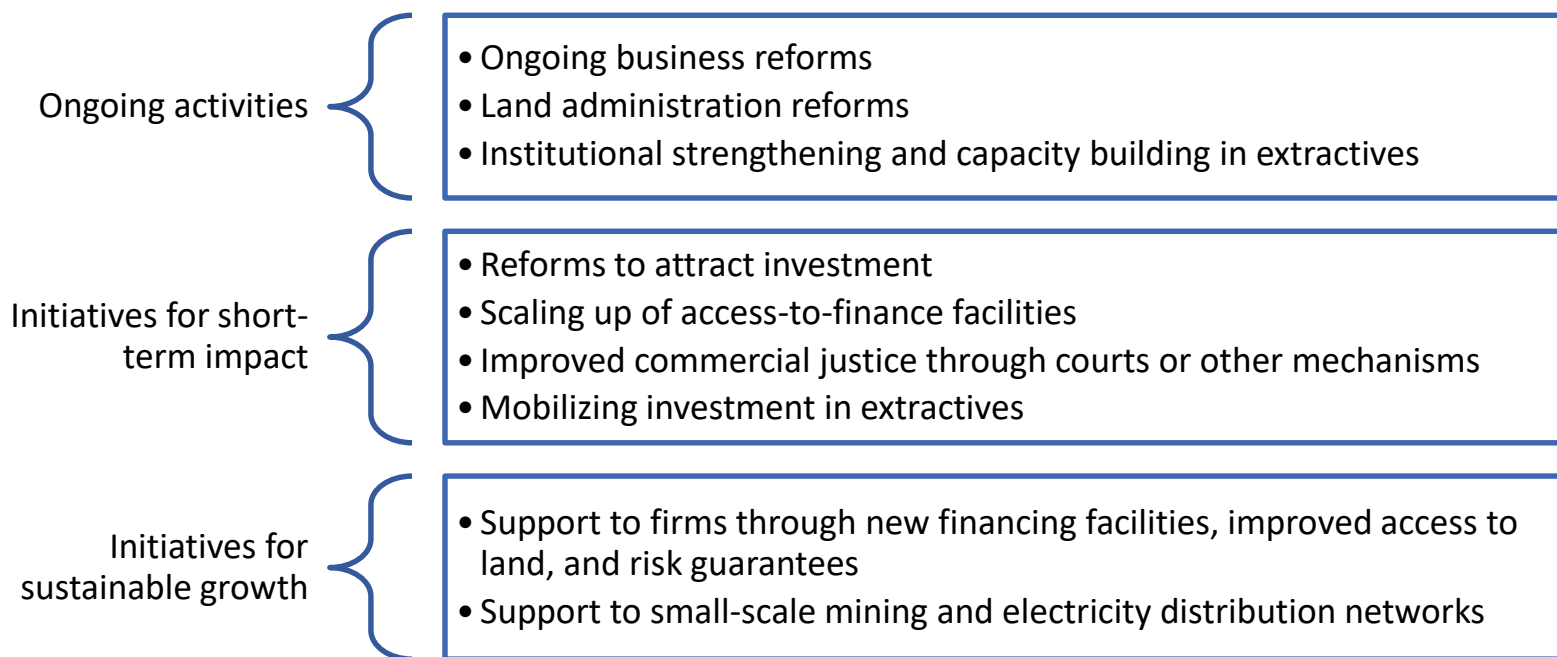 Ongoing activities
• Ongoing business reforms
• Land administration reforms
• Institutional strengthening and capacity building in extractives
Initiatives for short-
term impact
• Reforms to attract investment
• Scaling up of access-to-finance facilities
• Improved commercial justice through courts or other mechanisms
• Mobilizing investment in extractives
Initiatives for
sustainable growth
• Support to firms through new financing facilities, improved access to
land, and risk guarantees
• Support to small-scale mining and electricity distribution networks